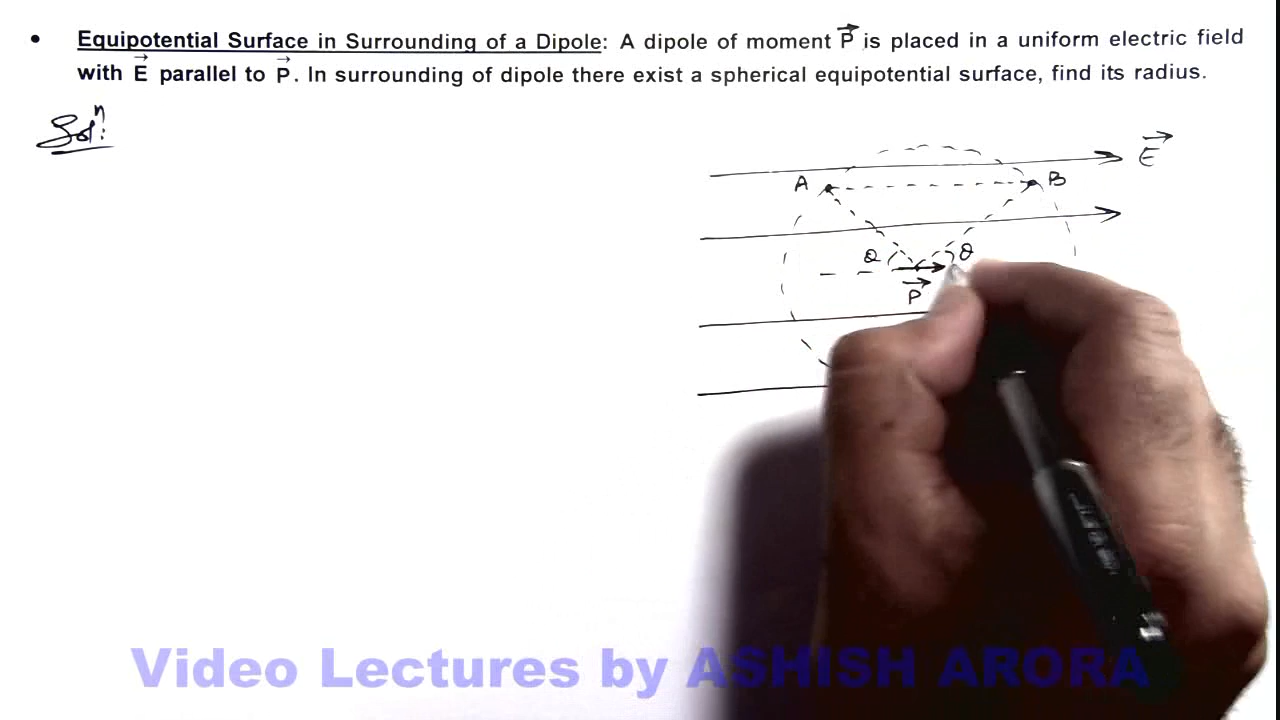 • Equipotential Surface in Surrounding of a Dipole: A dipole of moment P⃗ is placed in a uniform electric field
with E⃗ parallel to P⃗. In surrounding of dipole there exist a spherical equipotential surface, find its radius.
Solⁿ:
E⃗
A B
θ θ
P⃗
Video Lectures by ASHISH ARORA